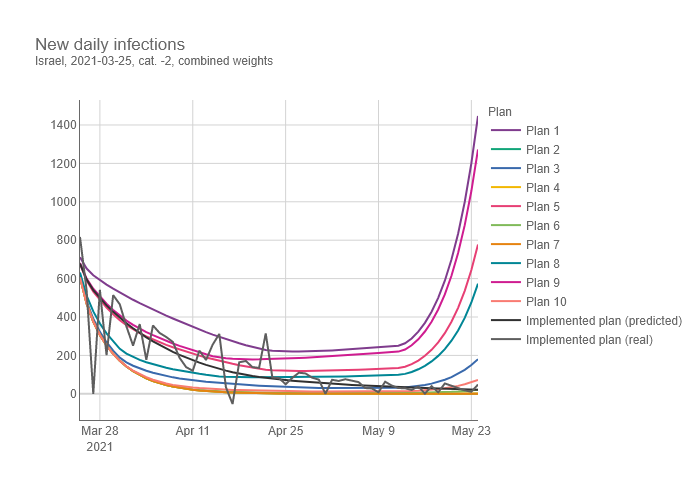 New daily infections
Israel, 2021-03-25, cat. -2, combined weights
1400
1200
1000
800
600
400
200
0
Mar 28
2021
Apr 11
Apr 25
May 9
May 23
Plan
Plan 1
Plan 2
Plan 3
Plan 4
Plan 5
Plan 6
Plan 7
Plan 8
Plan 9
Plan 10
Implemented plan (predicted)
Implemented plan (real)